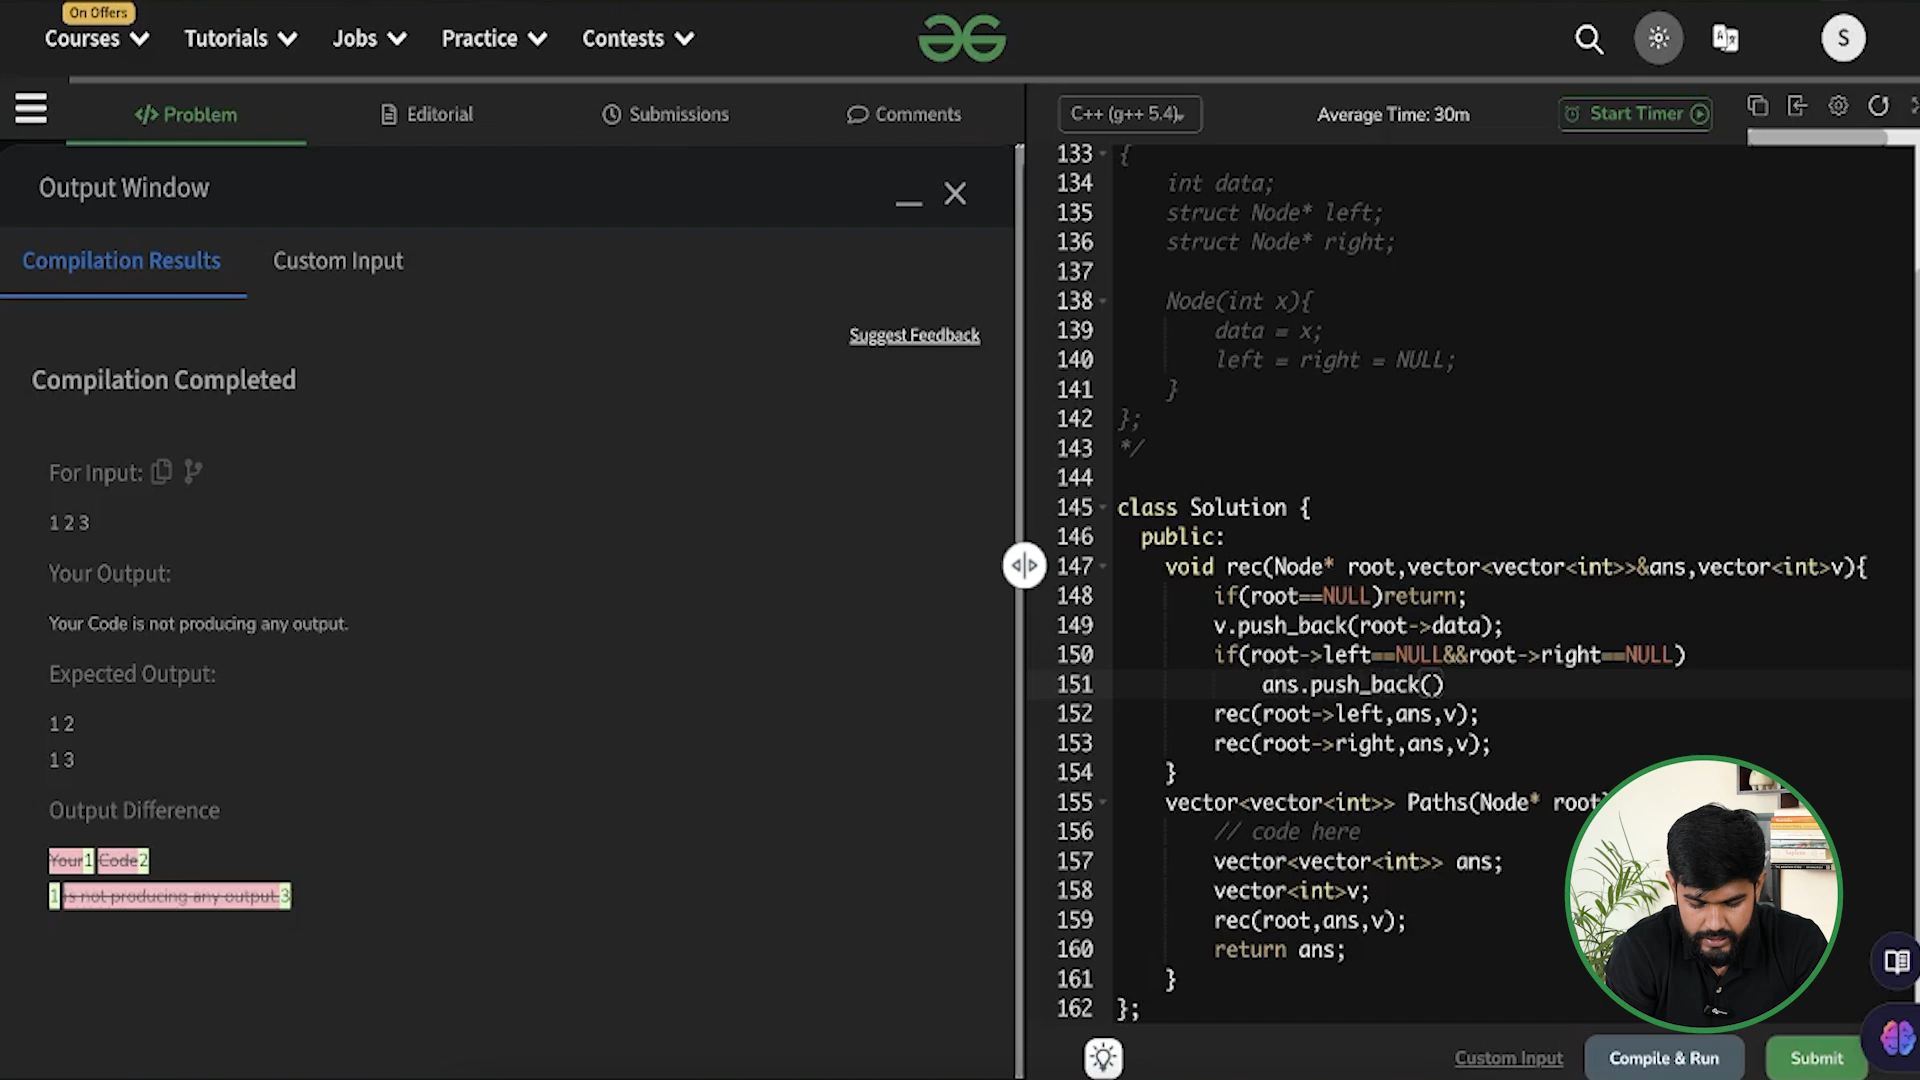 On Offers
Courses Tutorials Jobs Practice Contests
S
Problem Editorial Submissions Comments
C++ (g++ 5.4) Average Time: 30m Start Timer
Output Window
Compilation Results Custom Input
Suggest Feedback
Compilation Completed
For Input:
1 2 3
Your Output:
Your Code is not producing any output.
Expected Output:
1 2
1 3
Output Difference
Your1 Code2
1 is not producing any output.3
133 {
134 int data;
135 struct Node* left;
136 struct Node* right;
137
138 Node(int x){
139 data = x;
140 left = right = NULL;
141 }
142 };
143 */
144
145 class Solution {
146 public:
147 void rec(Node* root,vector<vector<int>>&ans,vector<int>v){
148 if(root==NULL)return;
149 v.push_back(root->data);
150 if(root->left==NULL&&root->right==NULL)
151 ans.push_back()
152 rec(root->left,ans,v);
153 rec(root->right,ans,v);
154 }
155 vector<vector<int>> Paths(Node* root
156 // code here
157 vector<vector<int>> ans;
158 vector<int>v;
159 rec(root,ans,v);
160 return ans;
161 }
162 };
Custom Input Compile & Run Submit